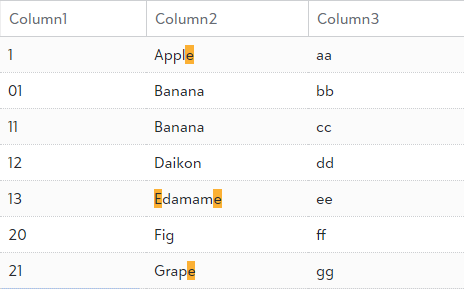 Column1 Column2 Column3
1 Apple aa
01 Banana bb
11 Banana cc
12 Daikon dd
13 Edamame ee
20 Fig ff
21 Grape gg